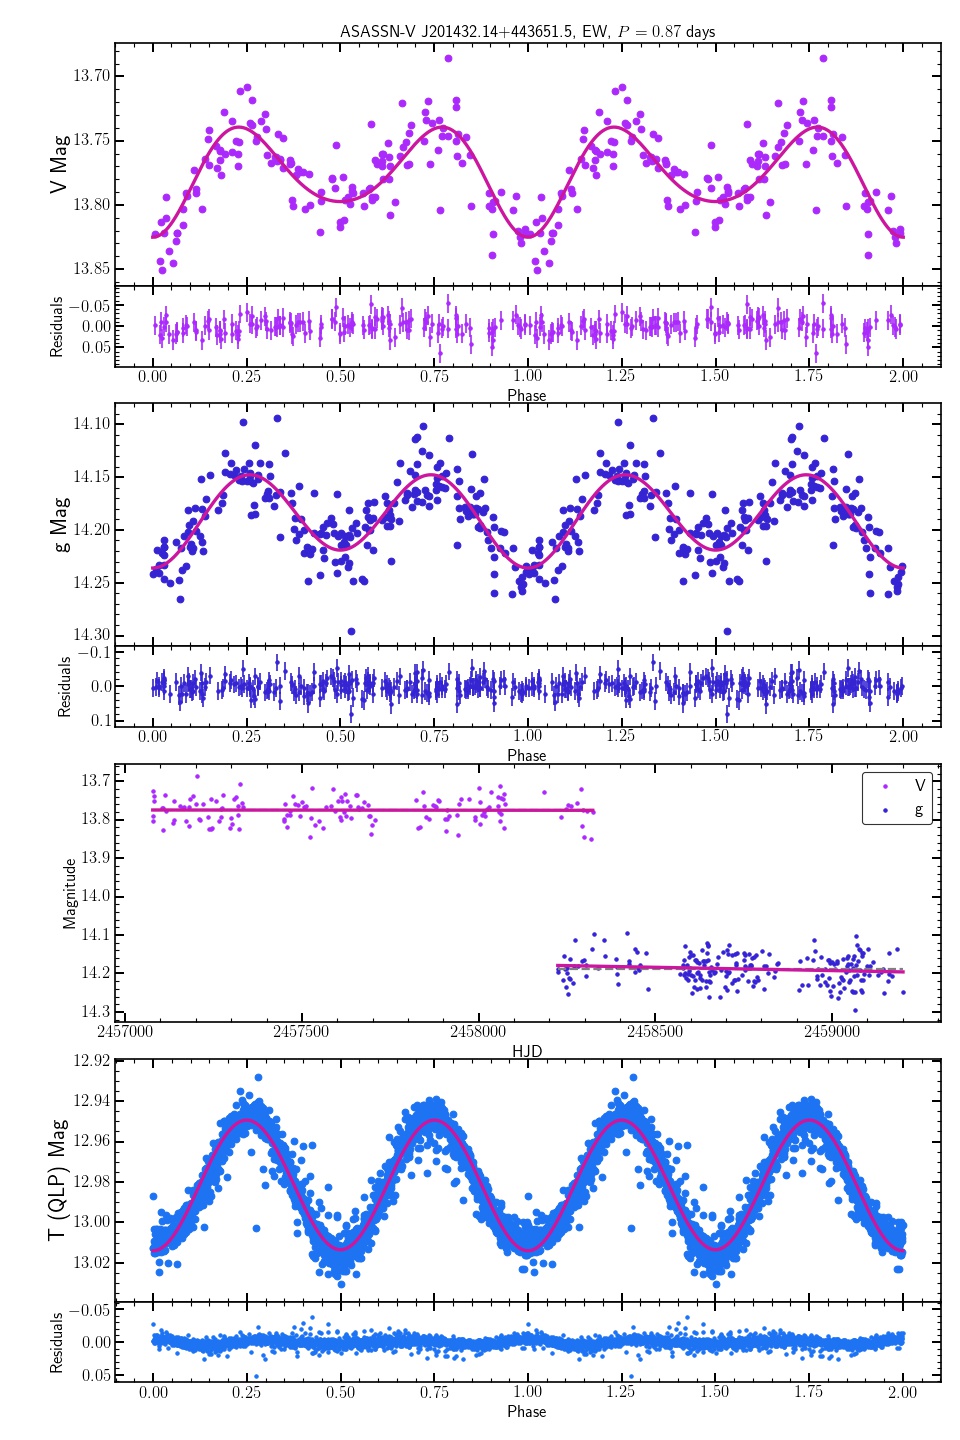 ASASSN-V J201432.14+443651.5, EW, P = 0.87 days
V Mag
13.70
13.75
13.80
13.85
Residuals
−0.05
0.00
0.05
0.00 0.25 0.50 0.75 1.00 1.25 1.50 1.75 2.00
Phase
g Mag
14.10
14.15
14.20
14.25
14.30
Residuals
−0.1
0.0
0.1
0.00 0.25 0.50 0.75 1.00 1.25 1.50 1.75 2.00
Phase
Magnitude
13.7
13.8
13.9
14.0
14.1
14.2
14.3
V
g
2457000 2457500 2458000 2458500 2459000
HJD
T (QLP) Mag
12.92
12.94
12.96
12.98
13.00
13.02
Residuals
−0.05
0.00
0.05
0.00 0.25 0.50 0.75 1.00 1.25 1.50 1.75 2.00
Phase